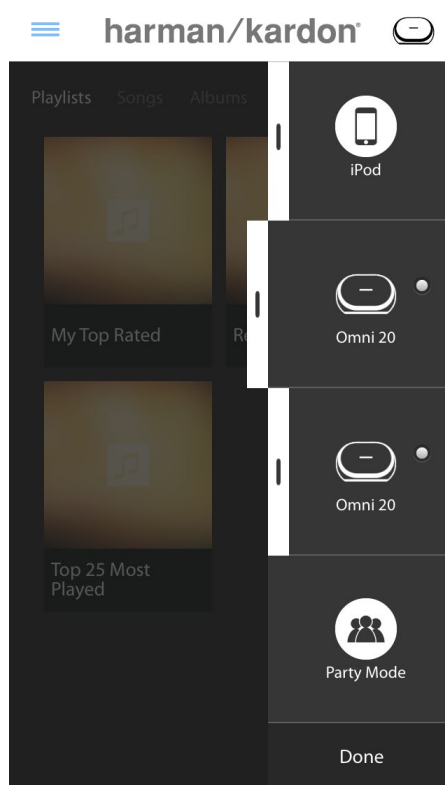 harman/kardon®
Playlists Songs Albums
iPod
My Top Rated
Re
Omni 20
Omni 20
Top 25 Most
Played
Party Mode
Done